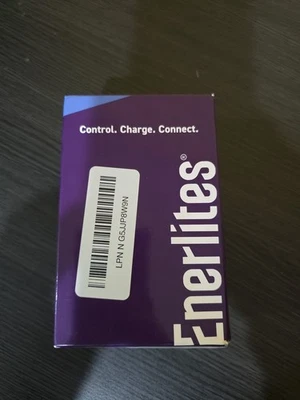 Control. Charge. Connect.
Enerlites®
LPN N G5JJP8W9N